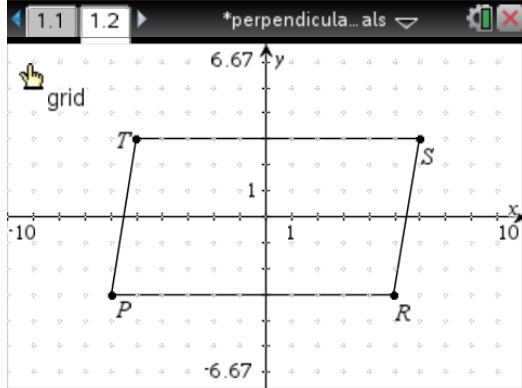 1.1 1.2 *perpendicula…als
6.67 y
grid
T S
1
-10 1 x 10
P R
-6.67